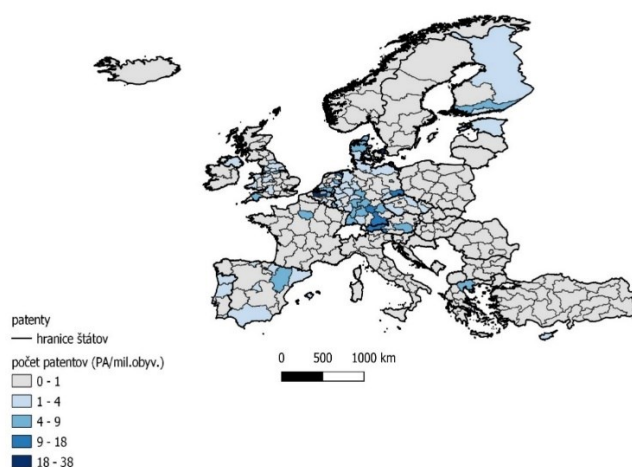 patenty
hranice štátov
počet patentov (PA/mil.obyv.)
0 - 1
1 - 4
4 - 9
9 - 18
18 - 38
0 500 1000 km